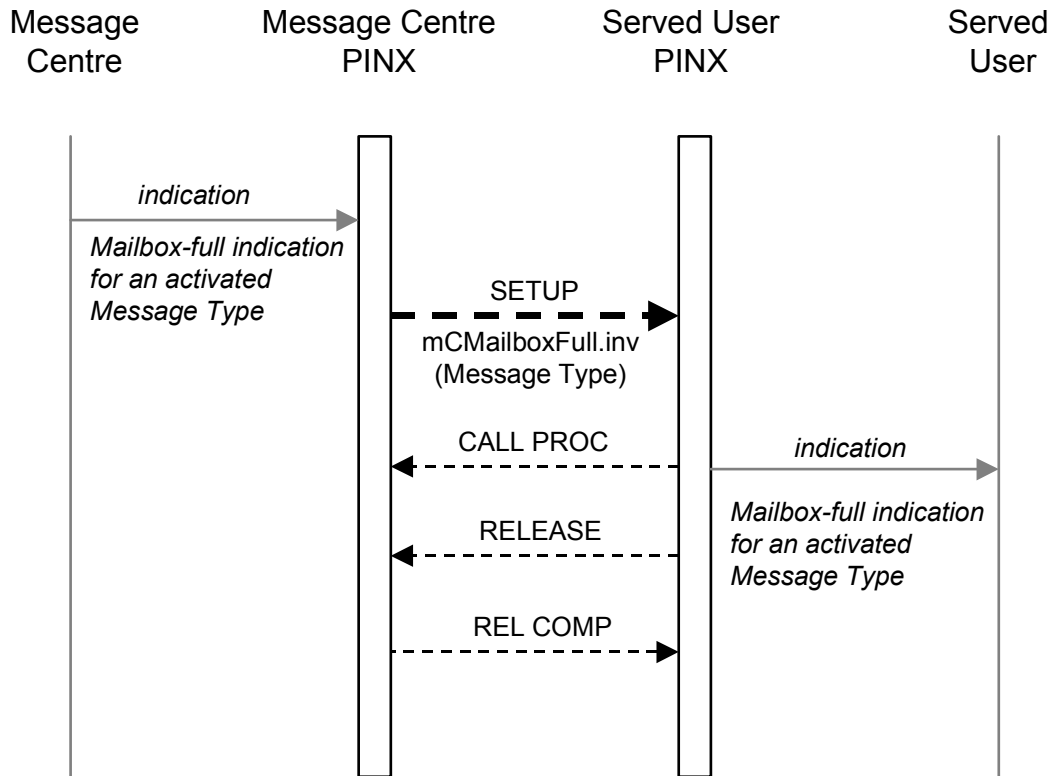 Message
Centre
Message Centre
PINX
Served User
PINX
Served
User
indication
Mailbox-full indication
for an activated
Message Type
SETUP
mCMailboxFull.inv
(Message Type)
CALL PROC
indication
Mailbox-full indication
for an activated
Message Type
RELEASE
REL COMP